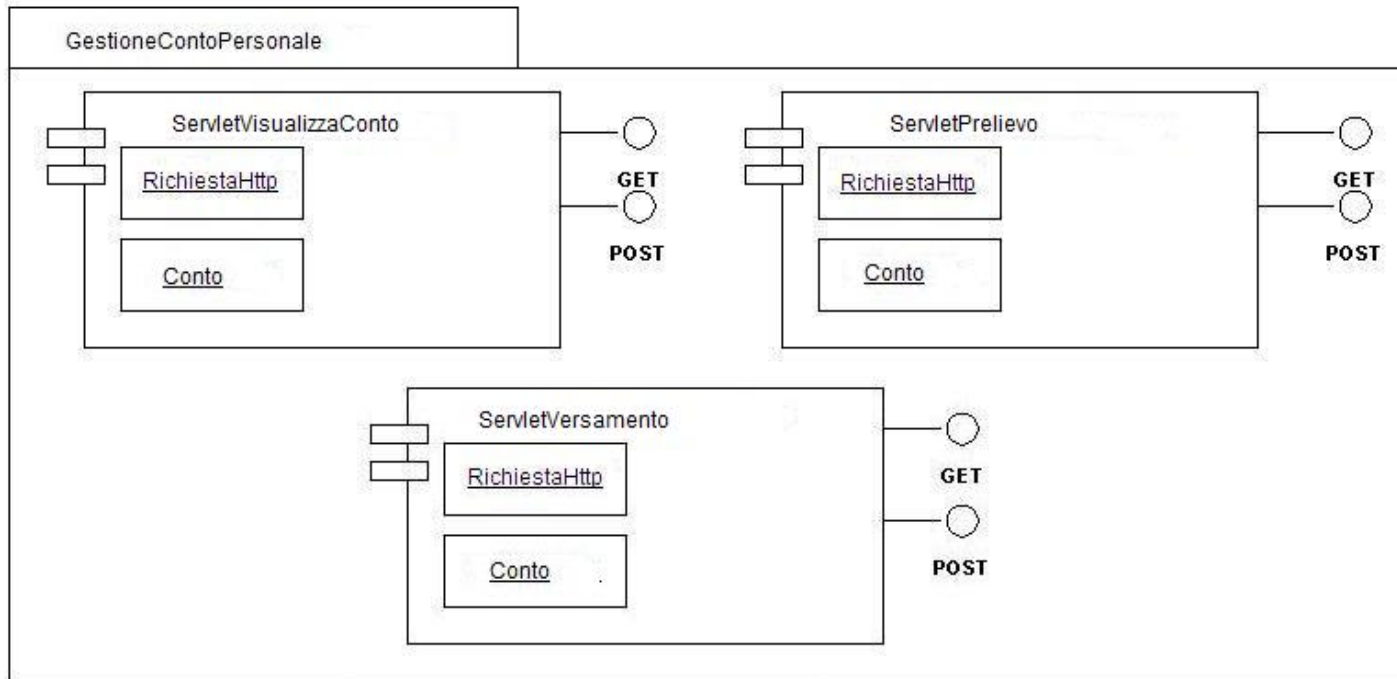 GestioneContoPersonale
ServletVisualizzaConto
RichiestaHttp
Conto
GET
POST
ServletPrelievo
RichiestaHttp
Conto
GET
POST
ServletVersamento
RichiestaHttp
Conto
GET
POST